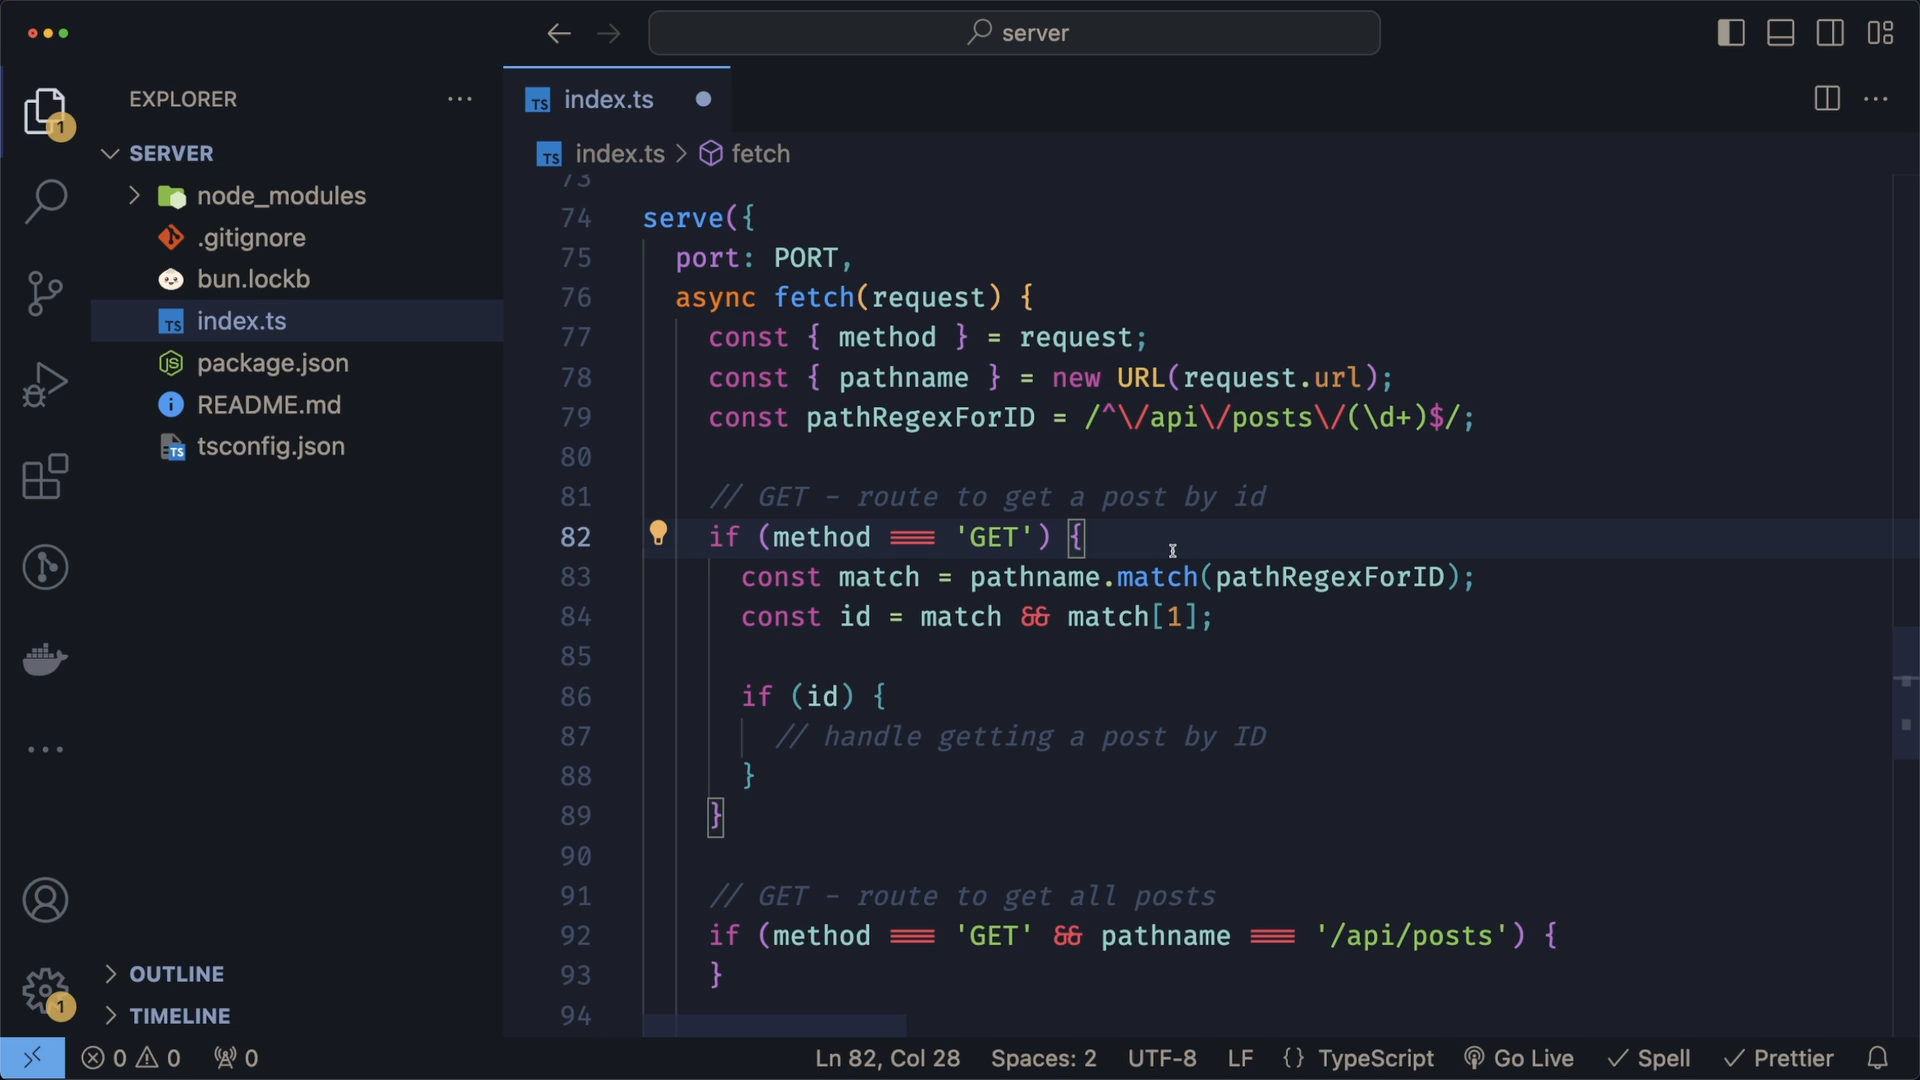 server
EXPLORER
SERVER
node_modules
.gitignore
bun.lockb
index.ts
package.json
README.md
tsconfig.json
OUTLINE
TIMELINE
1
1
TS index.ts
TS index.ts > fetch
73
74 serve({
75 port: PORT,
76 async fetch(request) {
77 const { method } = request;
78 const { pathname } = new URL(request.url);
79 const pathRegexForID = /^\/api\/posts\/(\d+)$/;
80
81 // GET - route to get a post by id
82 if (method === 'GET') {
83 const match = pathname.match(pathRegexForID);
84 const id = match && match[1];
85
86 if (id) {
87 // handle getting a post by ID
88 }
89 }
90
91 // GET - route to get all posts
92 if (method === 'GET' && pathname === '/api/posts') {
93 }
94
0 0 0 Ln 82, Col 28 Spaces: 2 UTF-8 LF {} TypeScript Go Live Spell Prettier